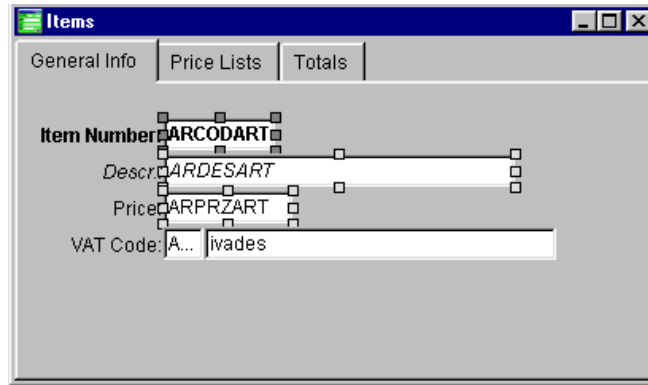 Items
General Info Price Lists Totals
Item Number: ARCODART
Descr.: ARDESART
Price: ARPRZART
VAT Code: A... ivades